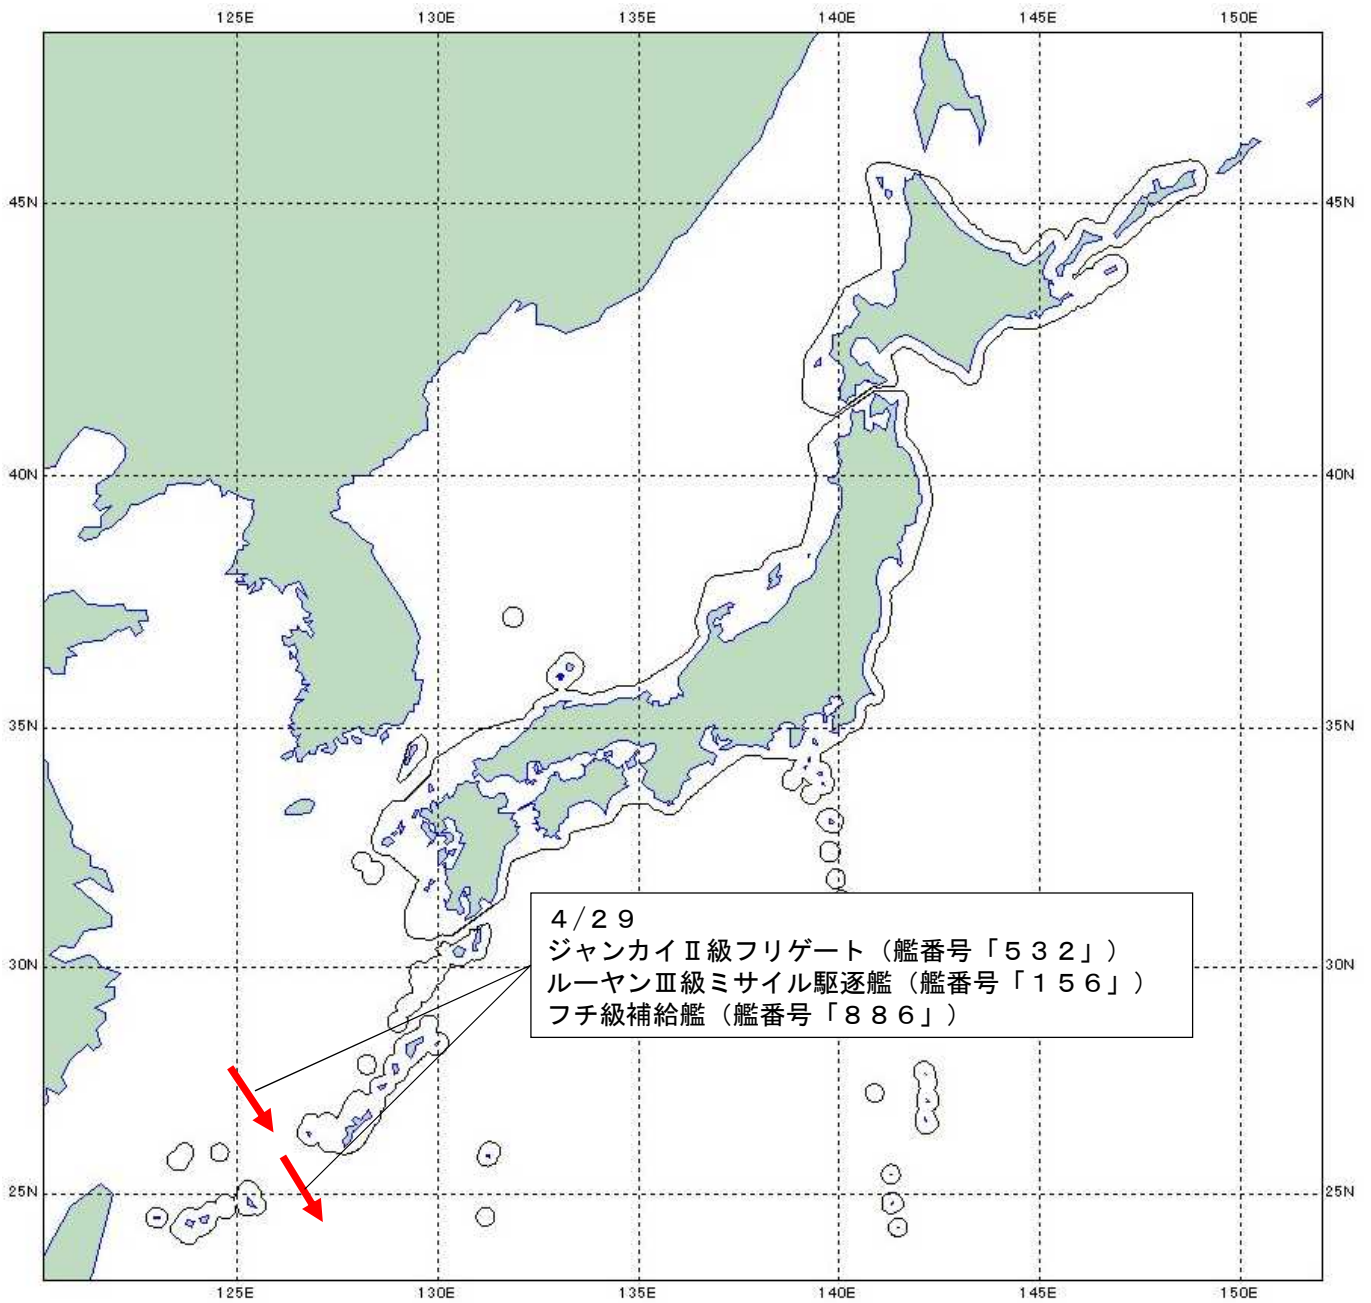 125E 130E 135E 140E 145E 150E
45N 45N
40N 40N
35N 35N
4/29
ジャンカイⅡ級フリゲート（艦番号「532」）
30N ルーヤンⅢ級ミサイル駆逐艦（艦番号「156」） 30N
フチ級補給艦（艦番号「886」）
25N 25N
125E 130E 135E 140E 145E 150E